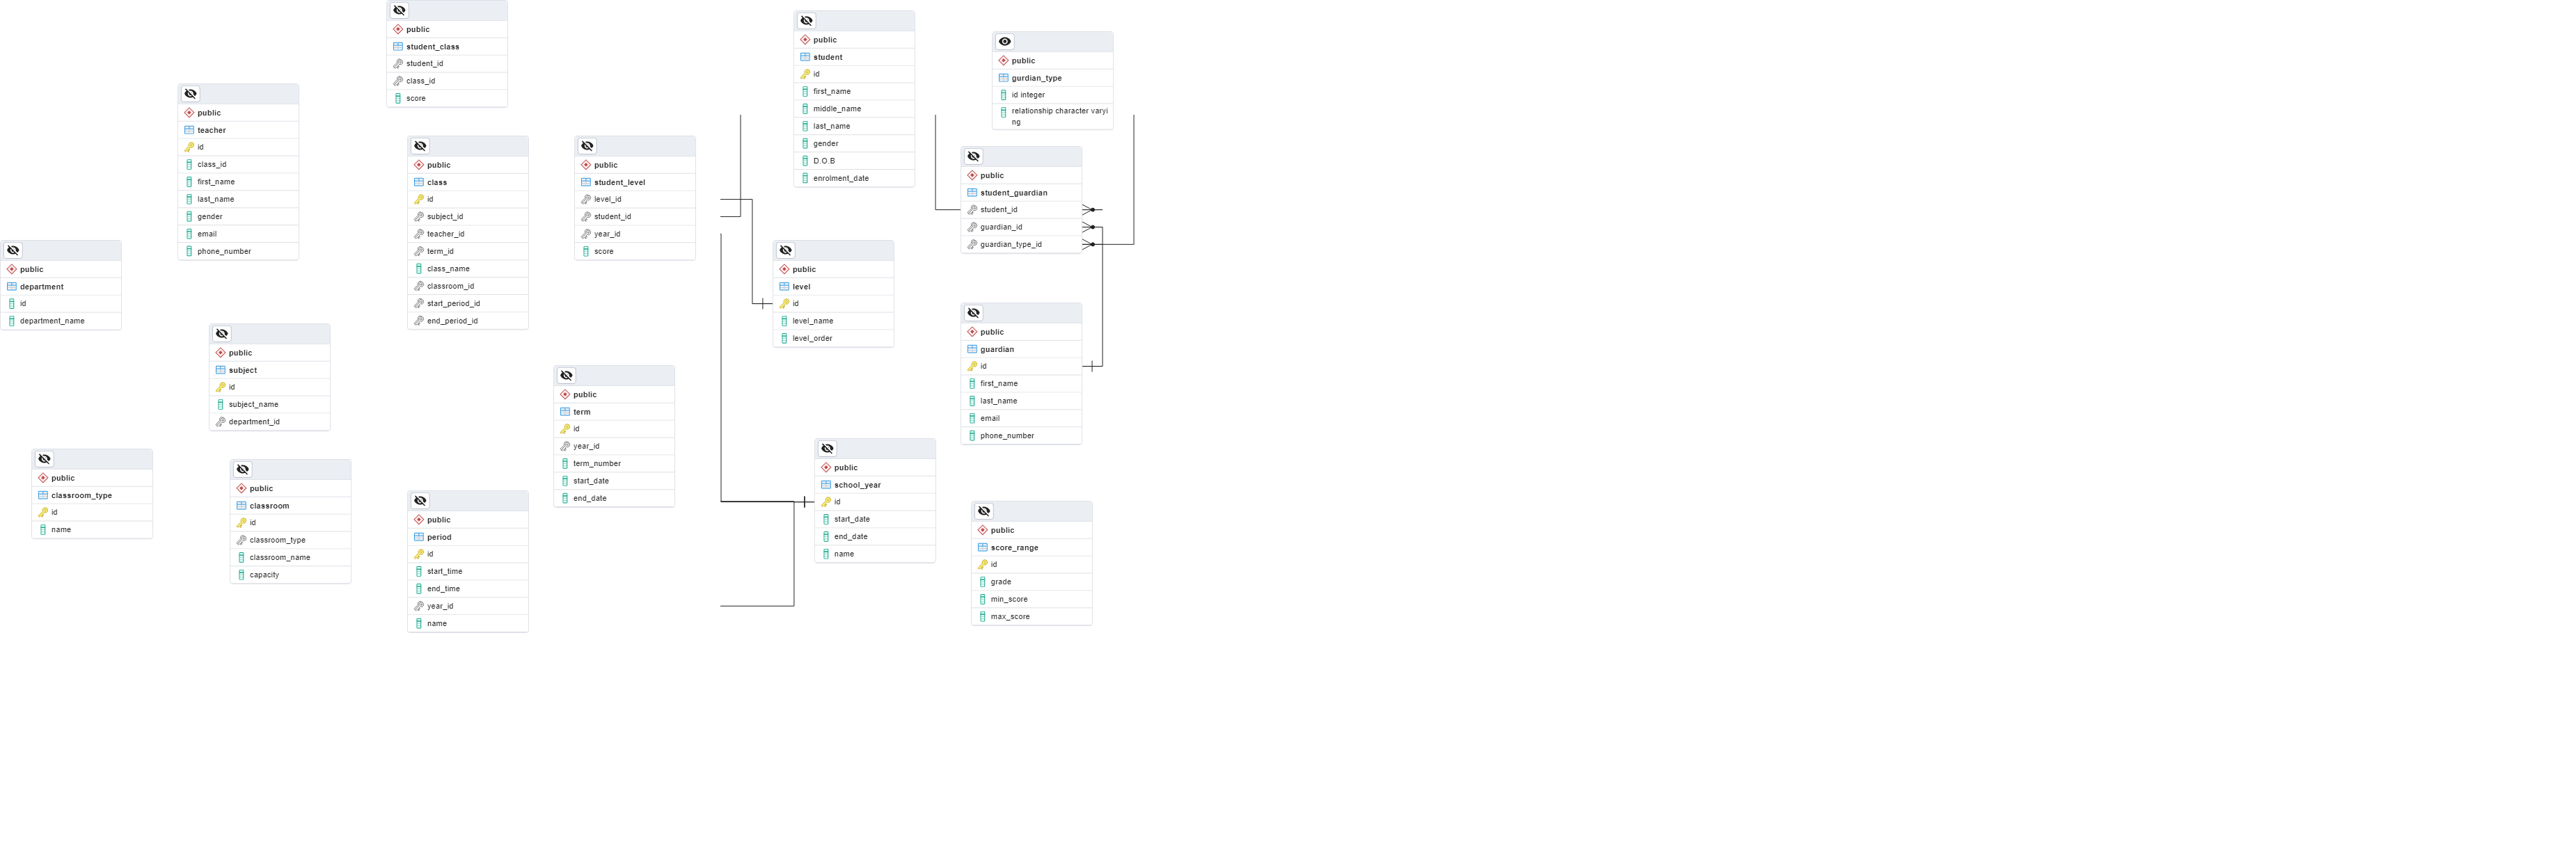 public
student_class
student_id
class_id
score
public
student
id
first_name
middle_name
last_name
gender
D.O.B
enrolment_date
public
gurdian_type
id integer
relationship character varyi
ng
public
teacher
id
class_id
first_name
last_name
gender
email
phone_number
public
class
id
subject_id
teacher_id
term_id
class_name
classroom_id
start_period_id
end_period_id
public
student_level
level_id
student_id
year_id
score
public
student_guardian
student_id
guardian_id
guardian_type_id
public
department
id
department_name
public
level
id
level_name
level_order
public
guardian
id
first_name
last_name
email
phone_number
public
subject
id
subject_name
department_id
public
term
id
year_id
term_number
start_date
end_date
public
school_year
id
start_date
end_date
name
public
classroom_type
id
name
public
classroom
id
classroom_type
classroom_name
capacity
public
period
id
start_time
end_time
year_id
name
public
score_range
id
grade
min_score
max_score